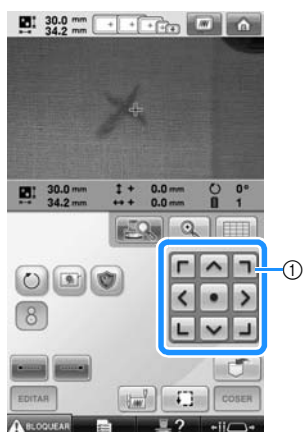 30.0 mm
34.2 mm
30.0 mm + 0.0 mm 0°
34.2 mm + 0.0 mm 1
①
8
EDITAR COSER
BLOQUEAR ?